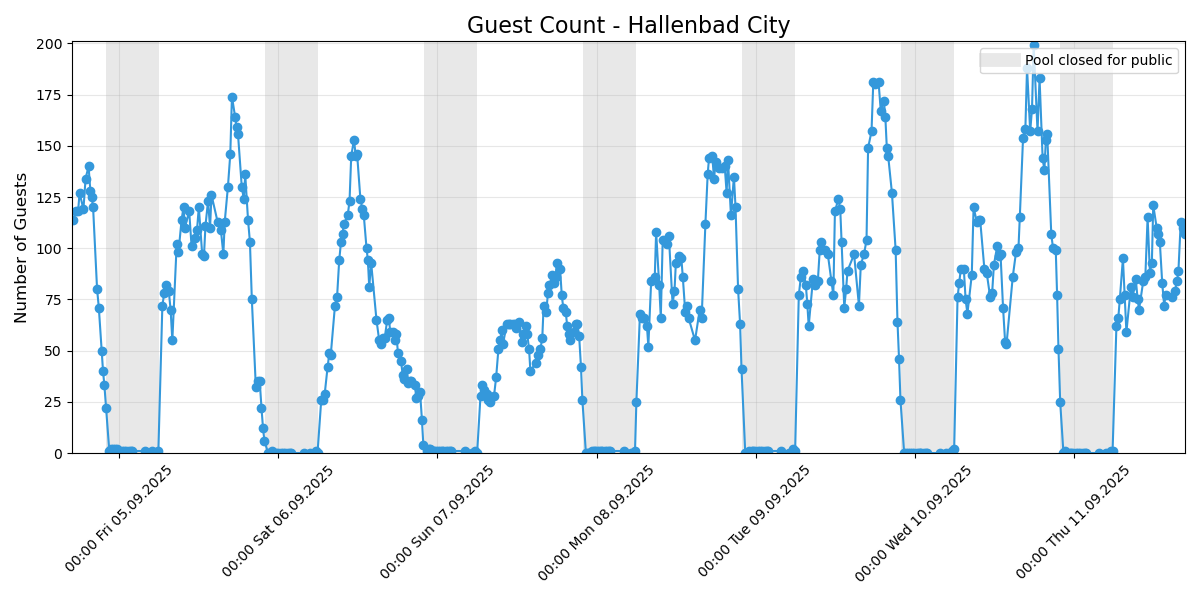 Guest Count - Hallenbad City
Number of Guests
200
175
150
125
100
75
50
25
0
Pool closed for public
00:00 Fri 05.09.2025
00:00 Sat 06.09.2025
00:00 Sun 07.09.2025
00:00 Mon 08.09.2025
00:00 Tue 09.09.2025
00:00 Wed 10.09.2025
00:00 Thu 11.09.2025